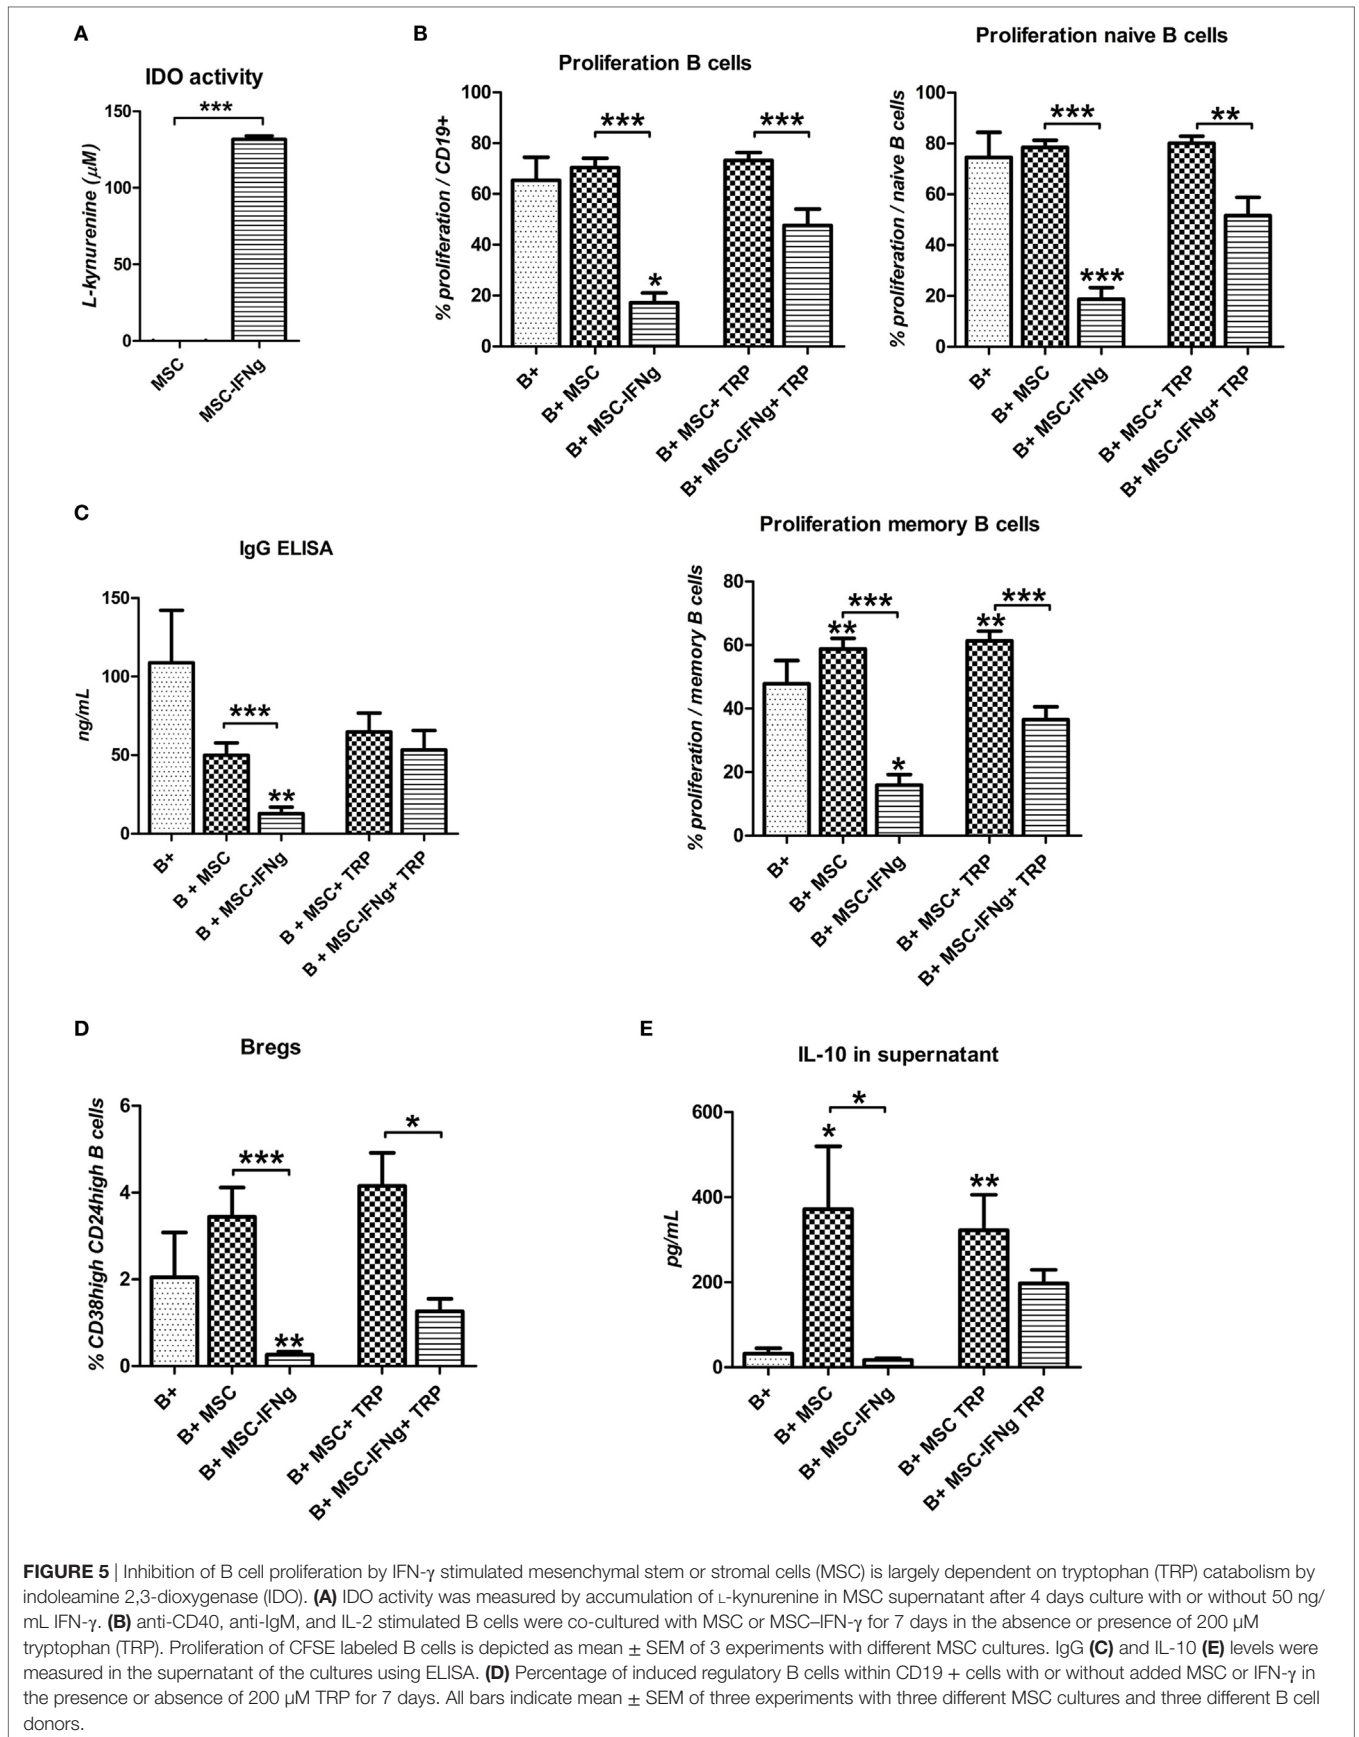 A
IDO activity
***
L-kynurenine (µM)
150
100
50
0
MSC
MSC-IFNg
B
Proliferation B cells
% proliferation / CD19+
100
80
60
40
20
0
***
*
***
B+
B+ MSC
B+ MSC-IFNg
B+ MSC+ TRP
B+ MSC-IFNg+ TRP
Proliferation naive B cells
% proliferation / naive B cells
100
80
60
40
20
0
***
***
**
B+
B+ MSC
B+ MSC-IFNg
B+ MSC+ TRP
B+ MSC-IFNg+ TRP
C
IgG ELISA
ng/mL
150
100
50
0
***
**
B+
B + MSC
B + MSC-IFNg
B + MSC+ TRP
B + MSC-IFNg+ TRP
Proliferation memory B cells
% proliferation / memory B cells
80
60
40
20
0
**
***
*
**
***
B+
B+ MSC
B+ MSC-IFNg
B+ MSC+ TRP
B+ MSC-IFNg+ TRP
D
Bregs
% CD38high CD24high B cells
6
4
2
0
***
**
*
B+
B+ MSC
B+ MSC-IFNg
B+ MSC+ TRP
B+ MSC-IFNg+ TRP
E
IL-10 in supernatant
pg/mL
600
400
200
0
*
*
**
B+
B+ MSC
B+ MSC-IFNg
B+ MSC TRP
B+ MSC-IFNg TRP
FIGURE 5 | Inhibition of B cell proliferation by IFN-γ stimulated mesenchymal stem or stromal cells (MSC) is largely dependent on tryptophan (TRP) catabolism by
indoleamine 2,3-dioxygenase (IDO). (A) IDO activity was measured by accumulation of L-kynurenine in MSC supernatant after 4 days culture with or without 50 ng/
mL IFN-γ. (B) anti-CD40, anti-IgM, and IL-2 stimulated B cells were co-cultured with MSC or MSC–IFN-γ for 7 days in the absence or presence of 200 µM
tryptophan (TRP). Proliferation of CFSE labeled B cells is depicted as mean ± SEM of 3 experiments with different MSC cultures. IgG (C) and IL-10 (E) levels were
measured in the supernatant of the cultures using ELISA. (D) Percentage of induced regulatory B cells within CD19 + cells with or without added MSC or IFN-γ in
the presence or absence of 200 µM TRP for 7 days. All bars indicate mean ± SEM of three experiments with three different MSC cultures and three different B cell
donors.